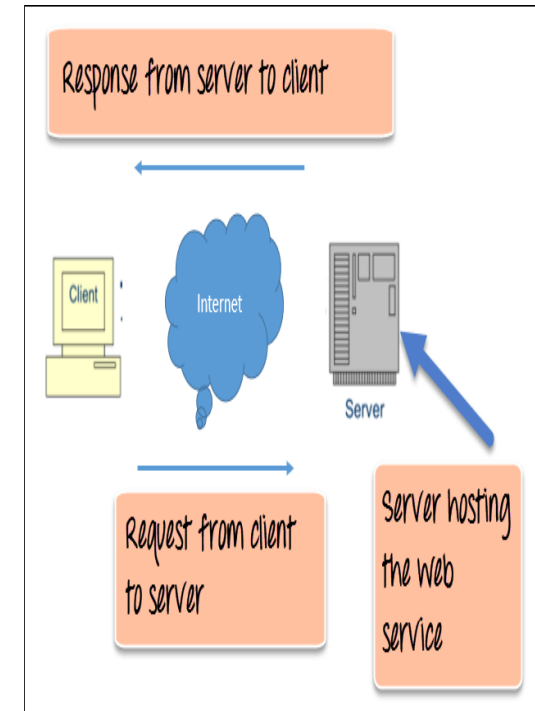 Response from server to client
Client
Internet
Server
Request from client
to server
Server hosting
the web
service